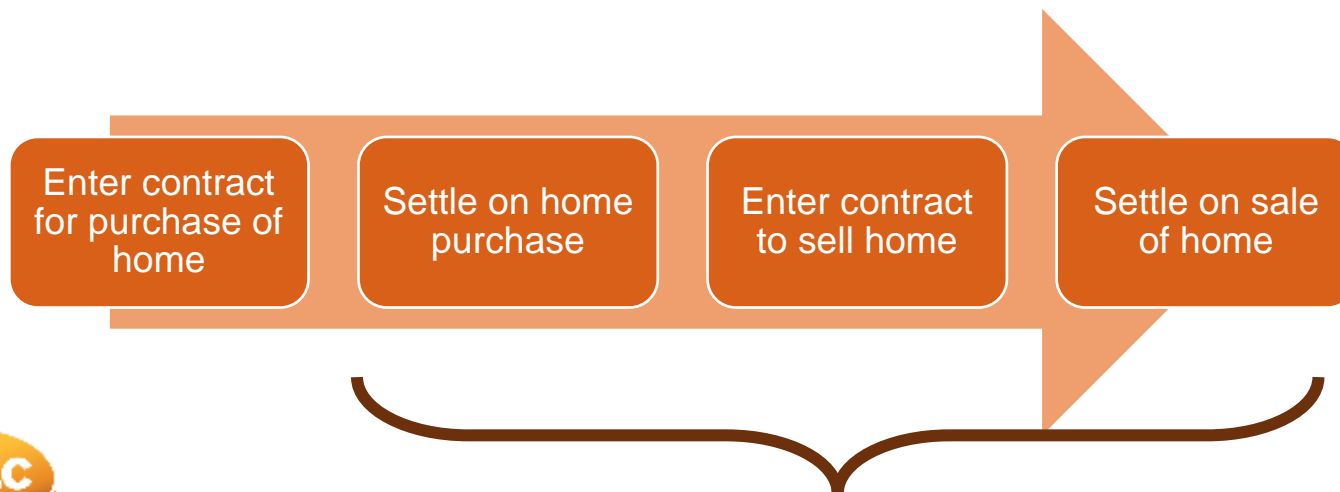 Enter contract
for purchase of
home
Settle on home
purchase
Enter contract
to sell home
Settle on sale
of home